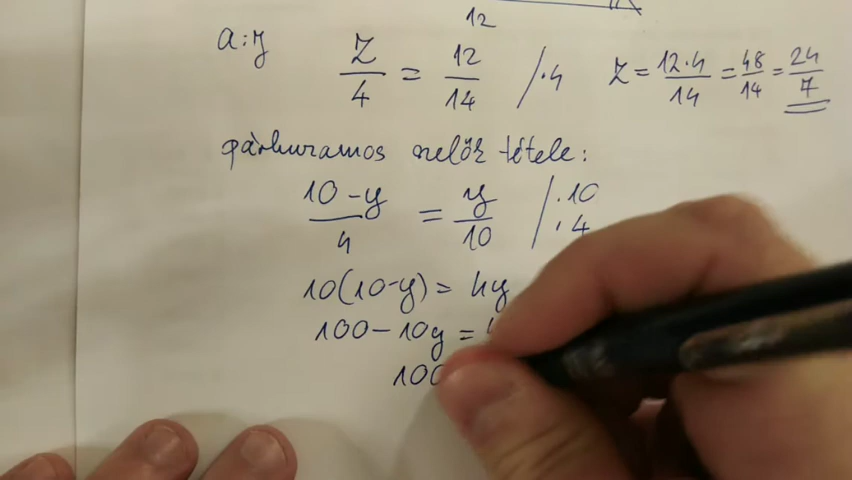 12
a:z
z/4 = 12/14 /·4 z = 12·4/14 = 48/14 = 24/7
párhuzamos szelők tétele:
10-y/4 = y/10 /·10 ·4
10(10-y) = 4y
100-10y =
100